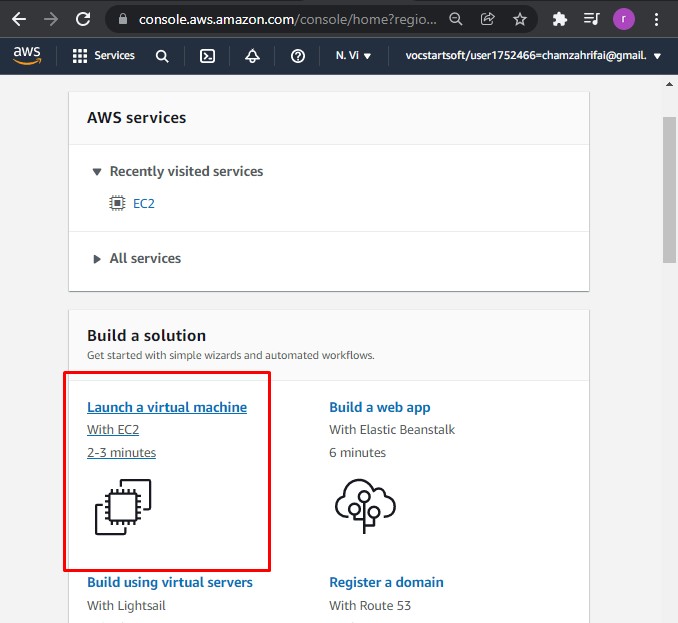 console.aws.amazon.com/console/home?regio...
r
aws
Services
N. Vi
vocstartsoft/user1752466=chamzahrifai@gmail.
AWS services
Recently visited services
EC2
All services
Build a solution
Get started with simple wizards and automated workflows.
Launch a virtual machine
With EC2
2-3 minutes
Build a web app
With Elastic Beanstalk
6 minutes
Build using virtual servers
With Lightsail
Register a domain
With Route 53